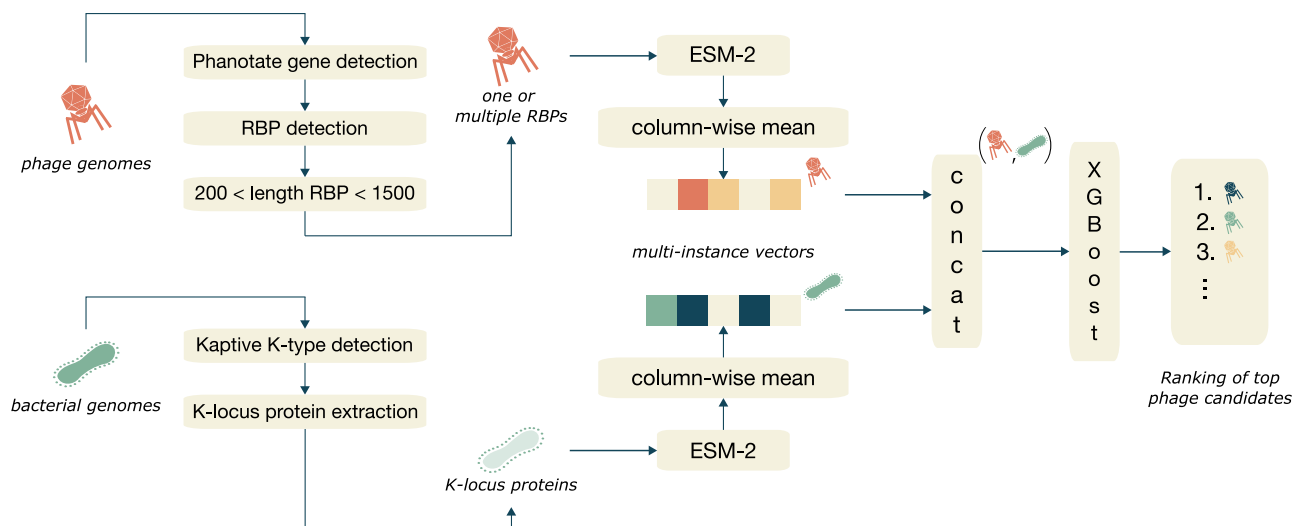 Phanotate gene detection
RBP detection
200 < length RBP < 1500
phage genomes
one or
multiple RBPs
ESM-2
column-wise mean
multi-instance vectors
Kaptive K-type detection
K-locus protein extraction
bacterial genomes
K-locus proteins
ESM-2
column-wise mean
concat
( , )
XGBoost
1.
2.
3.
⋮
Ranking of top
phage candidates